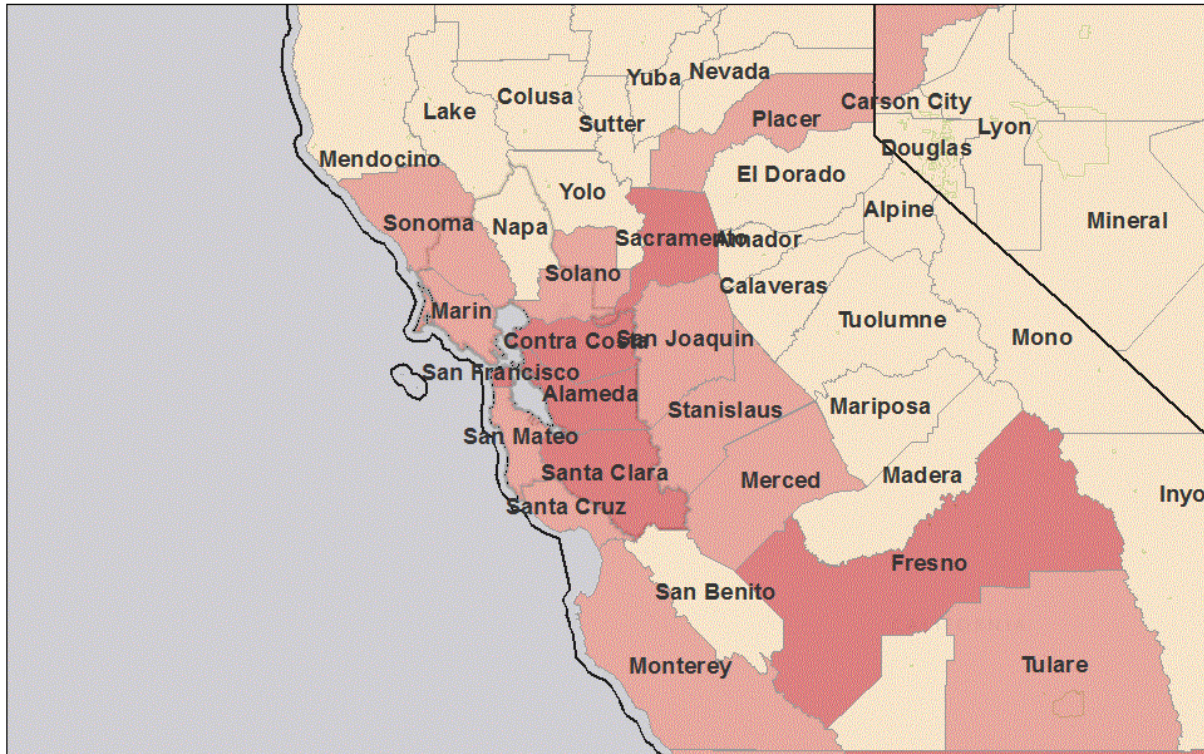 Nevada
Yuba
Colusa
Carson City
Lake
Placer
Sutter
Lyon
Douglas
Mendocino
El Dorado
Yolo
Alpine
Mineral
Sonoma
Napa
Sacramento
Amador
Solano
Calaveras
Marin
Tuolumne
Mono
Contra Costa
San Joaquin
San Francisco
Alameda
Mariposa
Stanislaus
San Mateo
Santa Clara
Merced
Madera
Inyo
Santa Cruz
Fresno
San Benito
Monterey
Tulare